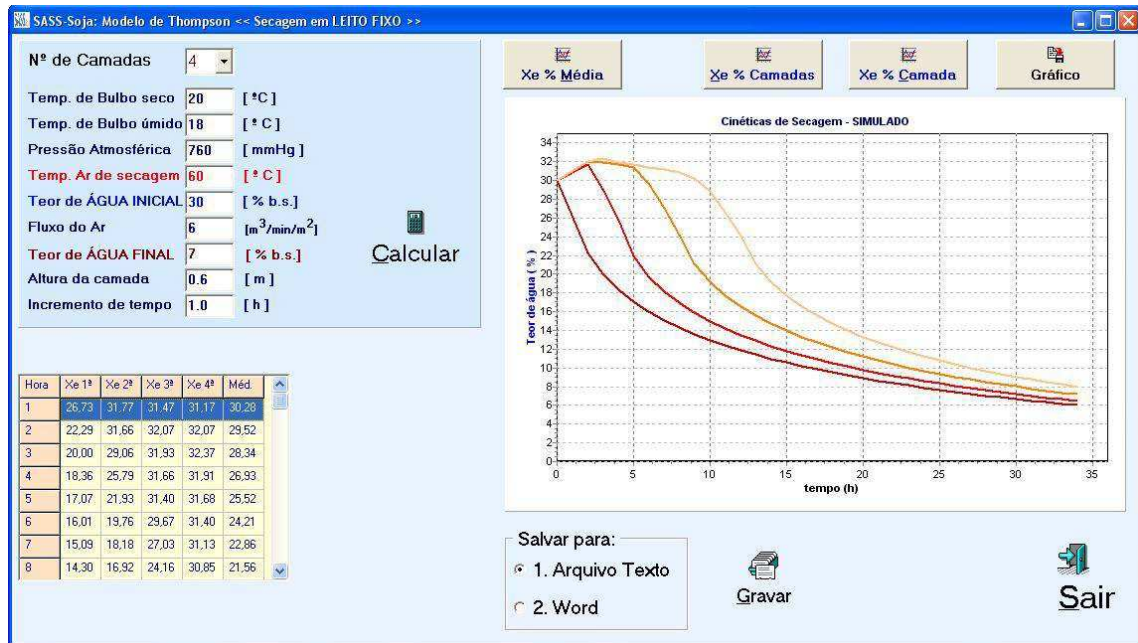 SASS-Soja: Modelo de Thompson << Secagem em LEITO FIXO >>
Nº de Camadas 4
Temp. de Bulbo seco 20 [ ºC ]
Temp. de Bulbo úmido 18 [ º C ]
Pressão Atmosférica 760 [ mmHg ]
Temp. Ar de secagem 60 [ º C ]
Teor de ÁGUA INICIAL 30 [ % b.s.]
Fluxo do Ar 6 [m3/min/m2]
Teor de ÁGUA FINAL 7 [ % b.s.]
Altura da camada 0.6 [ m ]
Incremento de tempo 1.0 [ h ]
Calcular
Hora Xe 1ª Xe 2ª Xe 3ª Xe 4ª Méd.
1 26,73 31,77 31,47 31,17 30,28
2 22,29 31,66 32,07 32,07 29,52
3 20,00 29,06 31,93 32,37 28,34
4 18,36 25,79 31,66 31,91 26,93
5 17,07 21,93 31,40 31,68 25,52
6 16,01 19,76 29,67 31,40 24,21
7 15,09 18,18 27,03 31,13 22,86
8 14,30 16,92 24,16 30,85 21,56
Xe % Média
Xe % Camadas
Xe % Camada
Gráfico
Cinéticas de Secagem - SIMULADO
Teor de água ( % )
34
32
30
28
26
24
22
20
18
16
14
12
10
8
6
4
2
0
0 5 10 15 20 25 30 35
tempo (h)
Salvar para:
1. Arquivo Texto
2. Word
Gravar
Sair